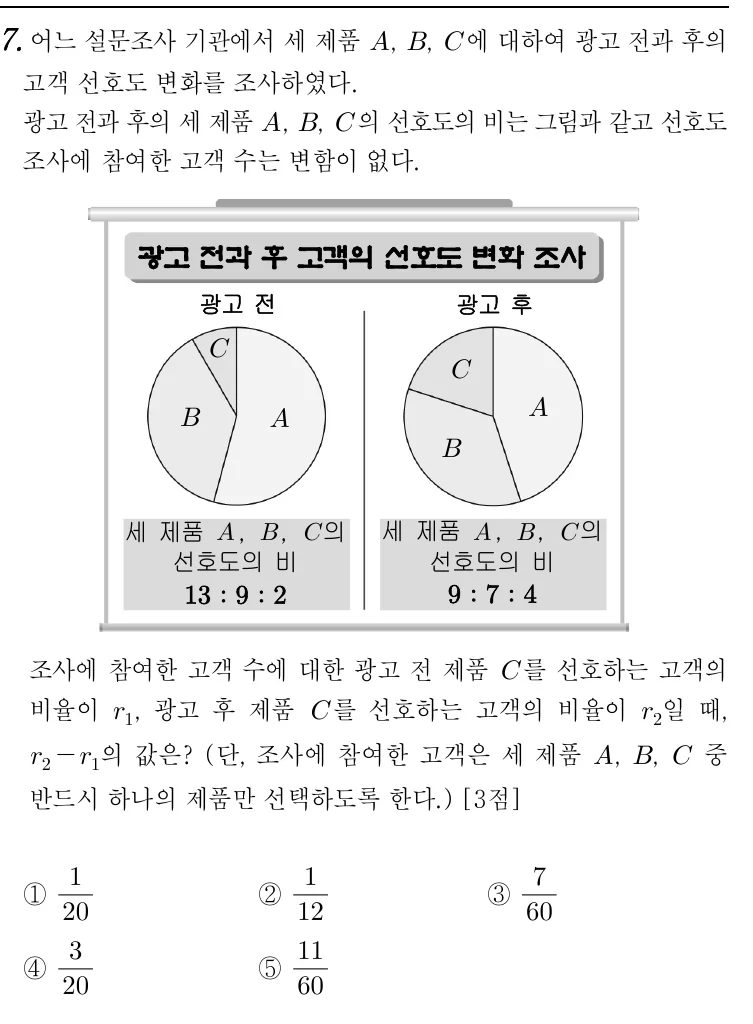 7. 어느 설문조사 기관에서 세 제품 A, B, C에 대하여 광고 전과 후의
고객 선호도 변화를 조사하였다.
광고 전과 후의 세 제품 A, B, C의 선호도의 비는 그림과 같고 선호도
조사에 참여한 고객 수는 변함이 없다.
광고 전과 후 고객의 선호도 변화 조사
광고 전
C
B
A
세 제품 A, B, C의
선호도의 비
13 : 9 : 2
광고 후
C
A
B
세 제품 A, B, C의
선호도의 비
9 : 7 : 4
조사에 참여한 고객 수에 대한 광고 전 제품 C를 선호하는 고객의
비율이 r₁, 광고 후 제품 C를 선호하는 고객의 비율이 r₂일 때,
r₂−r₁의 값은? (단, 조사에 참여한 고객은 세 제품 A, B, C 중
반드시 하나의 제품만 선택하도록 한다.) [3점]
① 1/20 ② 1/12 ③ 7/60
④ 3/20 ⑤ 11/60